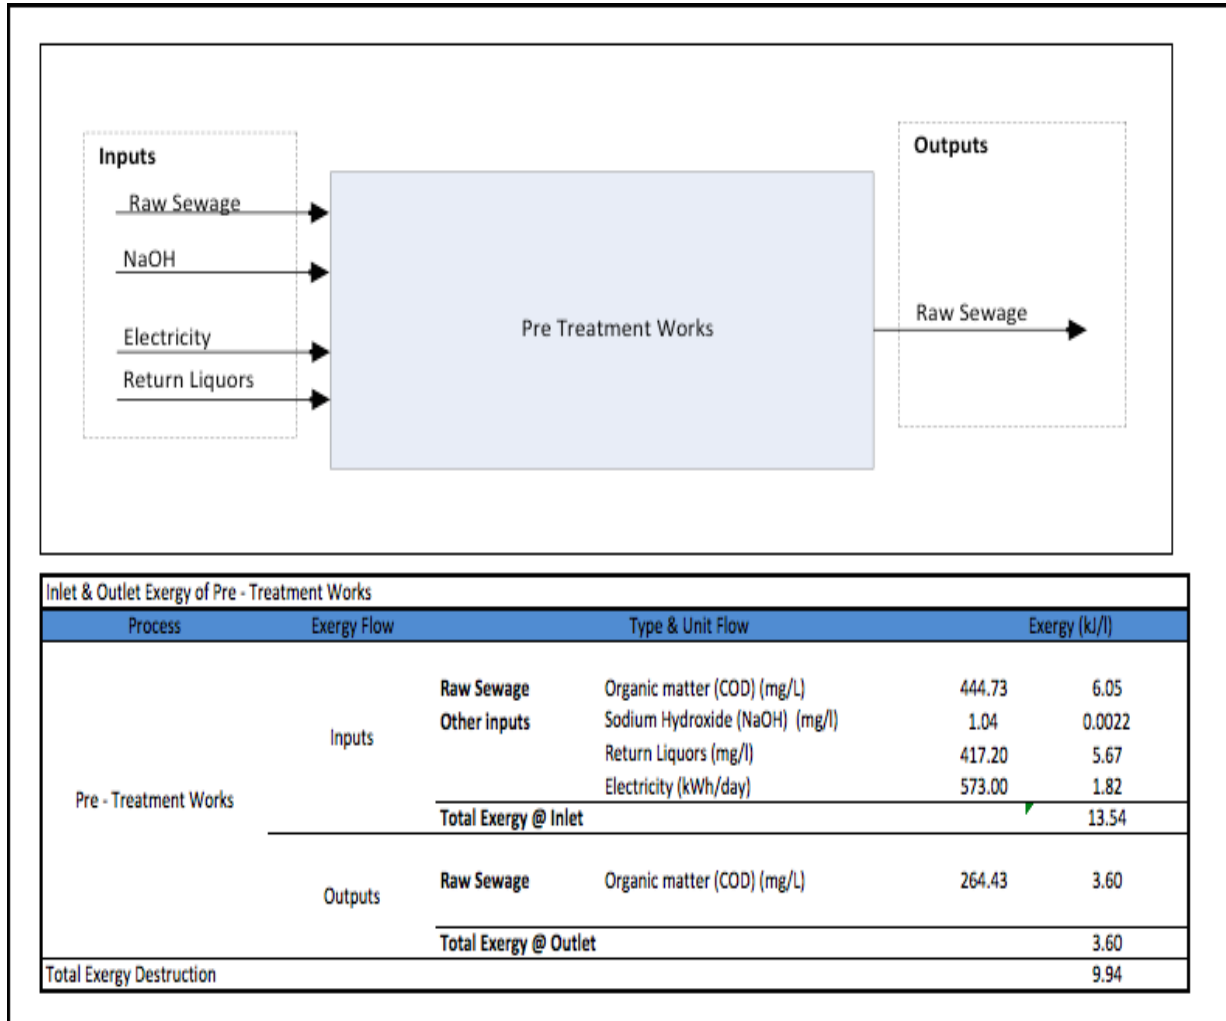 Inputs
Outputs
Raw Sewage
NaOH
Raw Sewage
Electricity
Pre Treatment Works
Return Liquors
Inlet & Outlet Exergy of Pre - Treatment Works
Process Exergy Flow Type & Unit Flow Exergy (kJ/l)
Raw Sewage Organic matter (COD) (mg/L) 444.73 6.05
Other inputs Sodium Hydroxide (NaOH) (mg/l) 1.04 0.0022
Inputs
Return Liquors (mg/l) 417.20 5.67
Electricity (kWh/day) 573.00 1.82
Pre - Treatment Works
Total Exergy @ Inlet 13.54
Raw Sewage Organic matter (COD) (mg/L) 264.43 3.60
Outputs
Total Exergy @ Outlet 3.60
Total Exergy Destruction 9.94